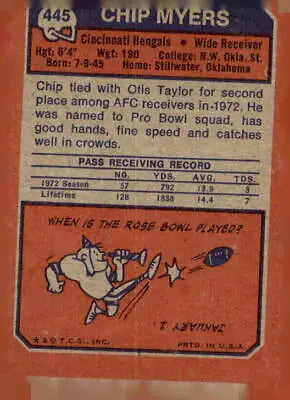 445 CHIP MYERS
Cincinnati Bengals • Wide Receiver
Hgt: 6'4" Wgt: 190 College: N.W. Okla. St.
Born: 7-9-45 Home: Stillwater, Oklahoma
Chip tied with Otis Taylor for second
place among AFC receivers in 1972. He
was named to Pro Bowl squad, has
good hands, fine speed and catches
well in crowds.
PASS RECEIVING RECORD
NO. YDS. AVG. TDS.
1972 Season 57 792 13.9 3
Lifetime 128 1838 14.4 7
WHEN IS THE ROSE BOWL PLAYED?
JANUARY 1
★★ © T.C.G., INC. PRTD. IN U.S.A.